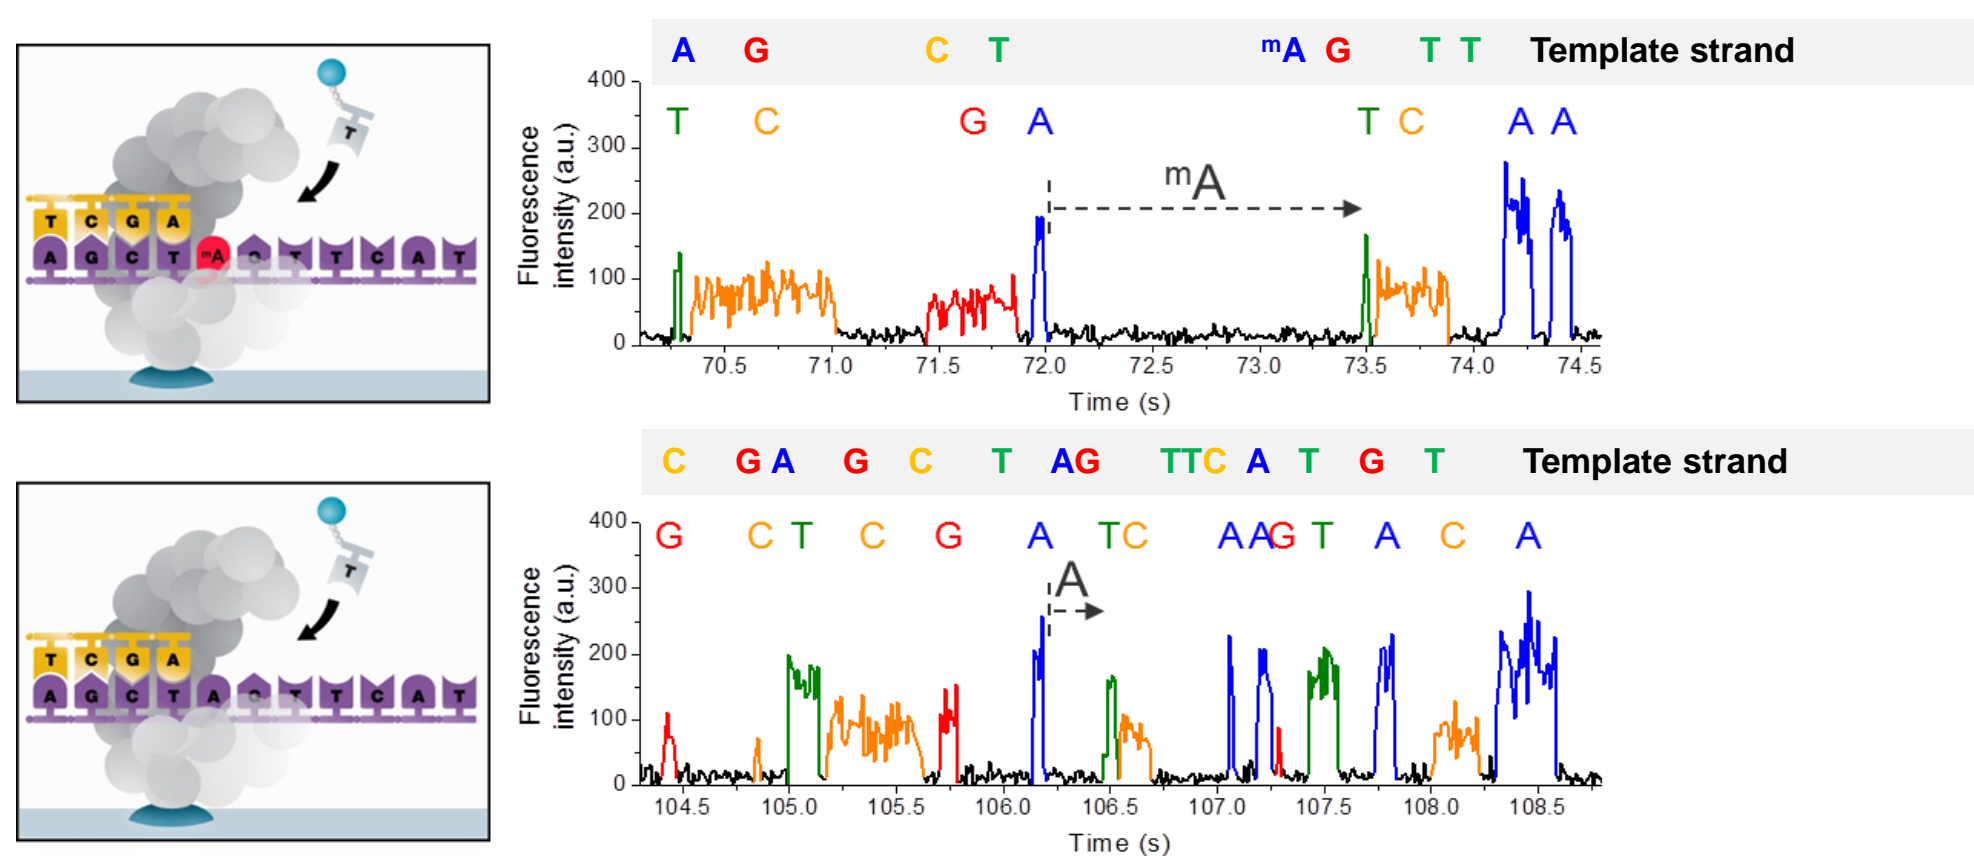 A G C T mA G T T Template strand
T C G A T C A A
mA
400
300
200
100
0
Fluorescence
intensity (a.u.)
70.5 71.0 71.5 72.0 72.5 73.0 73.5 74.0 74.5
Time (s)
T
T C G A
A G C T mA G T T C A T
C G A G C T A G T T C A T G T Template strand
G C T C G A T C A A G T A C A
A
400
300
200
100
0
Fluorescence
intensity (a.u.)
104.5 105.0 105.5 106.0 106.5 107.0 107.5 108.0 108.5
Time (s)
T
T C G A
A G C T A G T T C A T